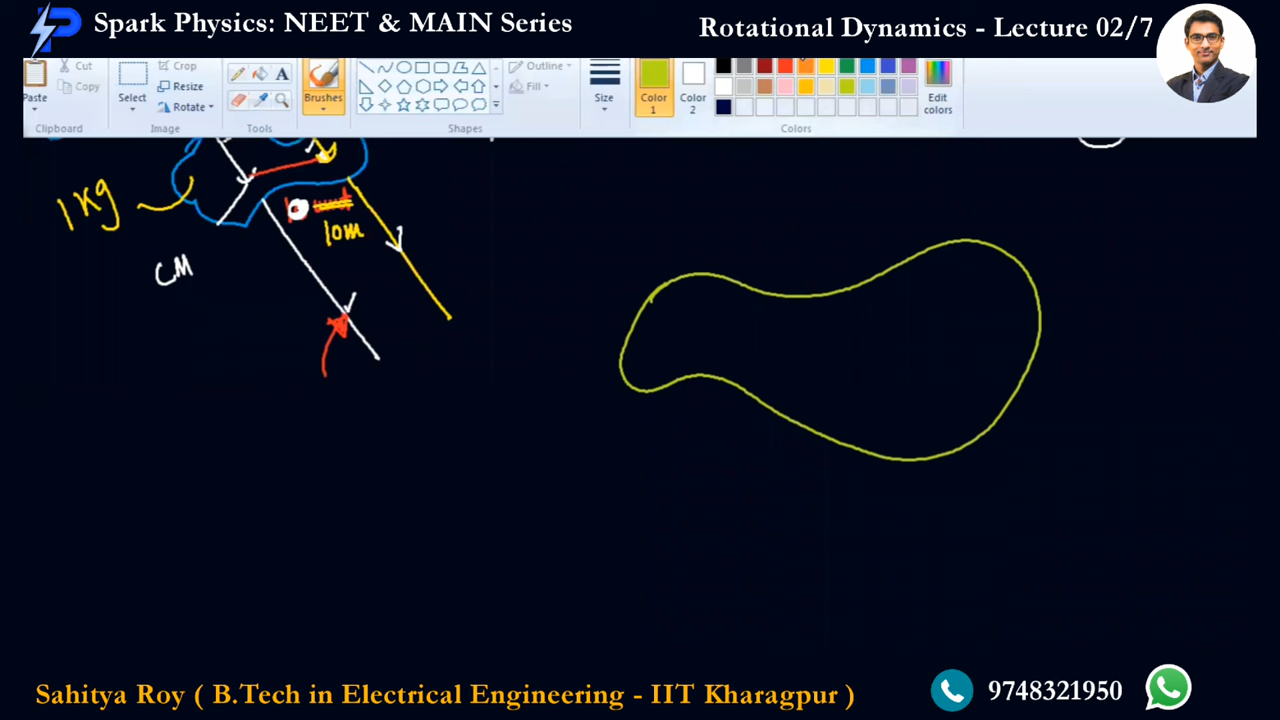 Spark Physics: NEET & MAIN Series
Rotational Dynamics - Lecture 02/7
Cut
Copy
Paste
Clipboard
Select
Crop
Resize
Rotate
Image
Tools
Brushes
Shapes
Outline
Fill
Size
Color 1
Color 2
Edit colors
Colors
1 Kg
10m
CM
Sahitya Roy ( B.Tech in Electrical Engineering - IIT Kharagpur )
9748321950